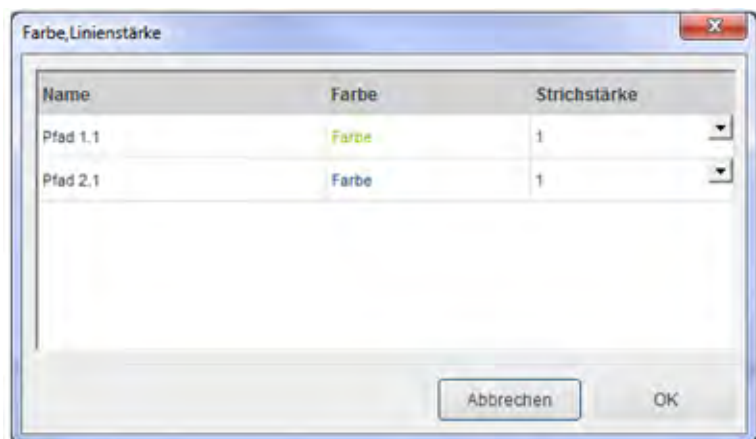 Farbe,Linienstärke
Name Farbe Strichstärke
Pfad 1.1 Farbe 1
Pfad 2.1 Farbe 1
Abbrechen OK